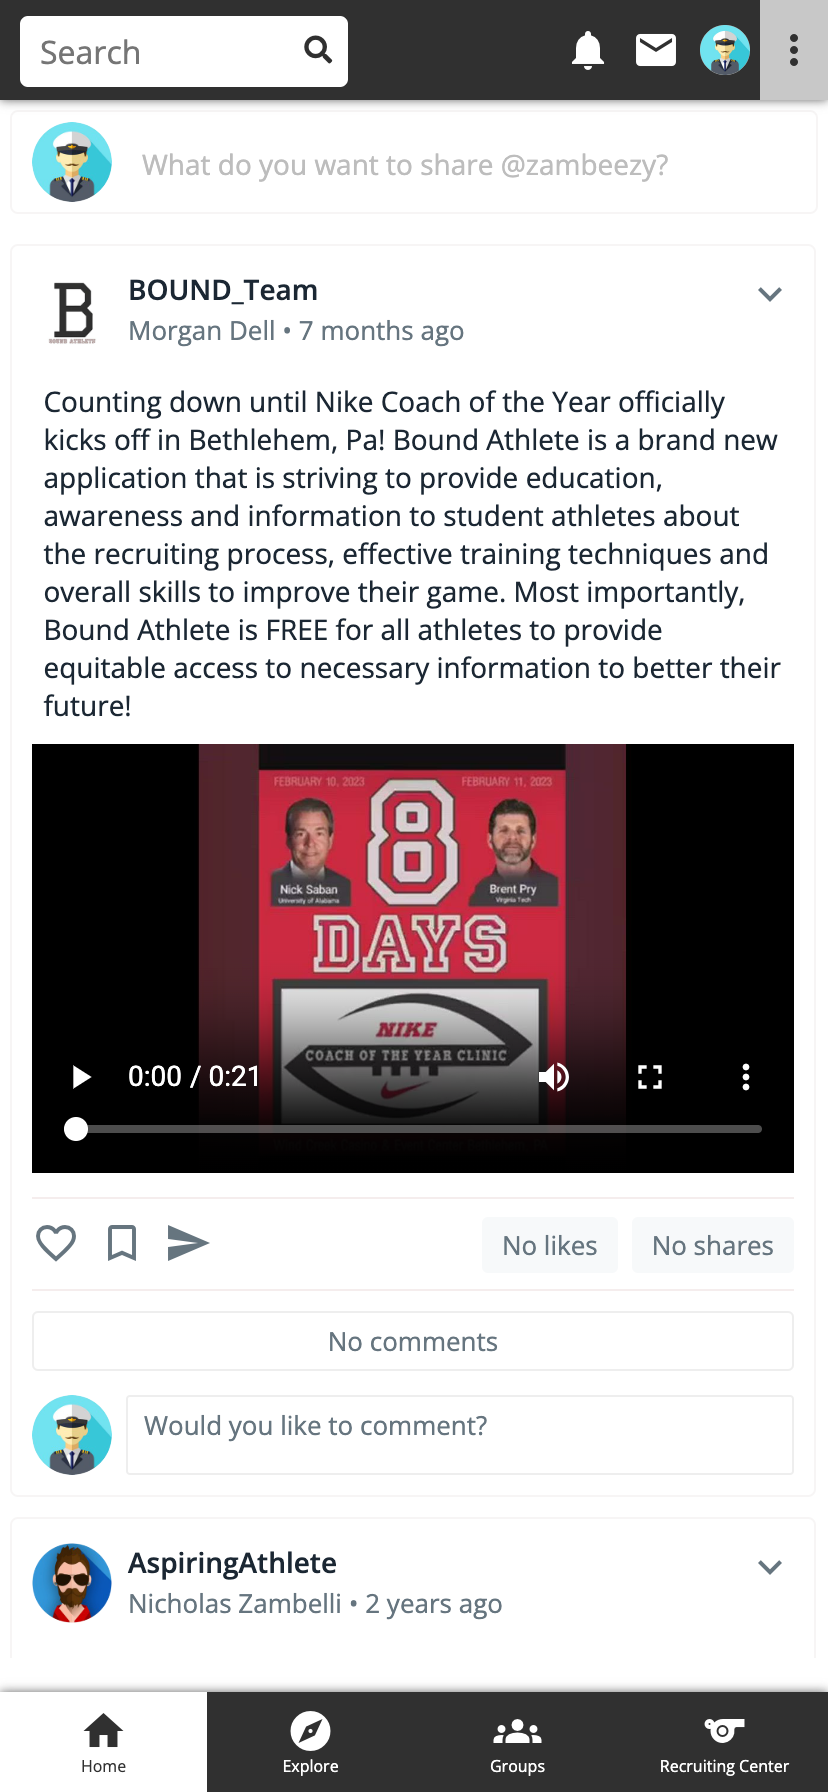 Search
What do you want to share @zambeezy?
B
BOUND ATHLETE
BOUND_Team
Morgan Dell • 7 months ago
Counting down until Nike Coach of the Year officially
kicks off in Bethlehem, Pa! Bound Athlete is a brand new
application that is striving to provide education,
awareness and information to student athletes about
the recruiting process, effective training techniques and
overall skills to improve their game. Most importantly,
Bound Athlete is FREE for all athletes to provide
equitable access to necessary information to better their
future!
FEBRUARY 10, 2023
FEBRUARY 11, 2023
8
Nick Saban
University of Alabama
Brent Pry
Virginia Tech
DAYS
NIKE
COACH OF THE YEAR CLINIC
0:00 / 0:21
No likes
No shares
No comments
Would you like to comment?
AspiringAthlete
Nicholas Zambelli • 2 years ago
Home
Explore
Groups
Recruiting Center